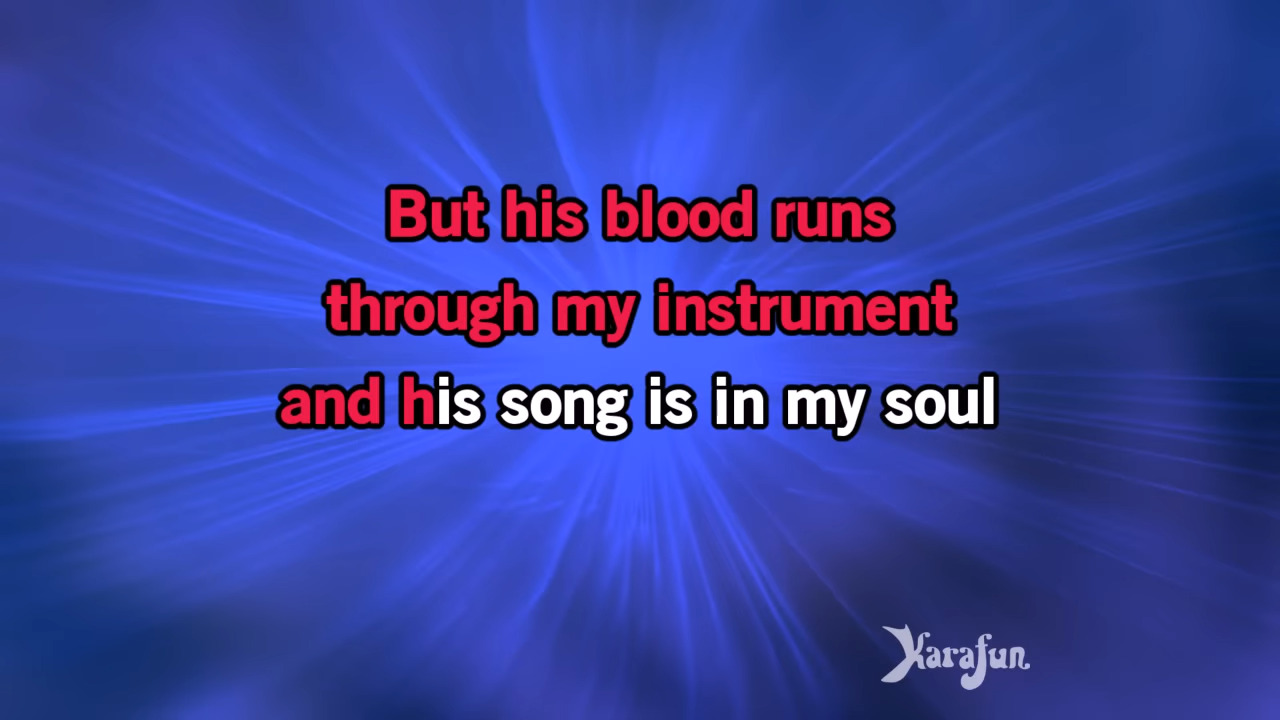 But his blood runs
through my instrument
and his song is in my soul
Karafun